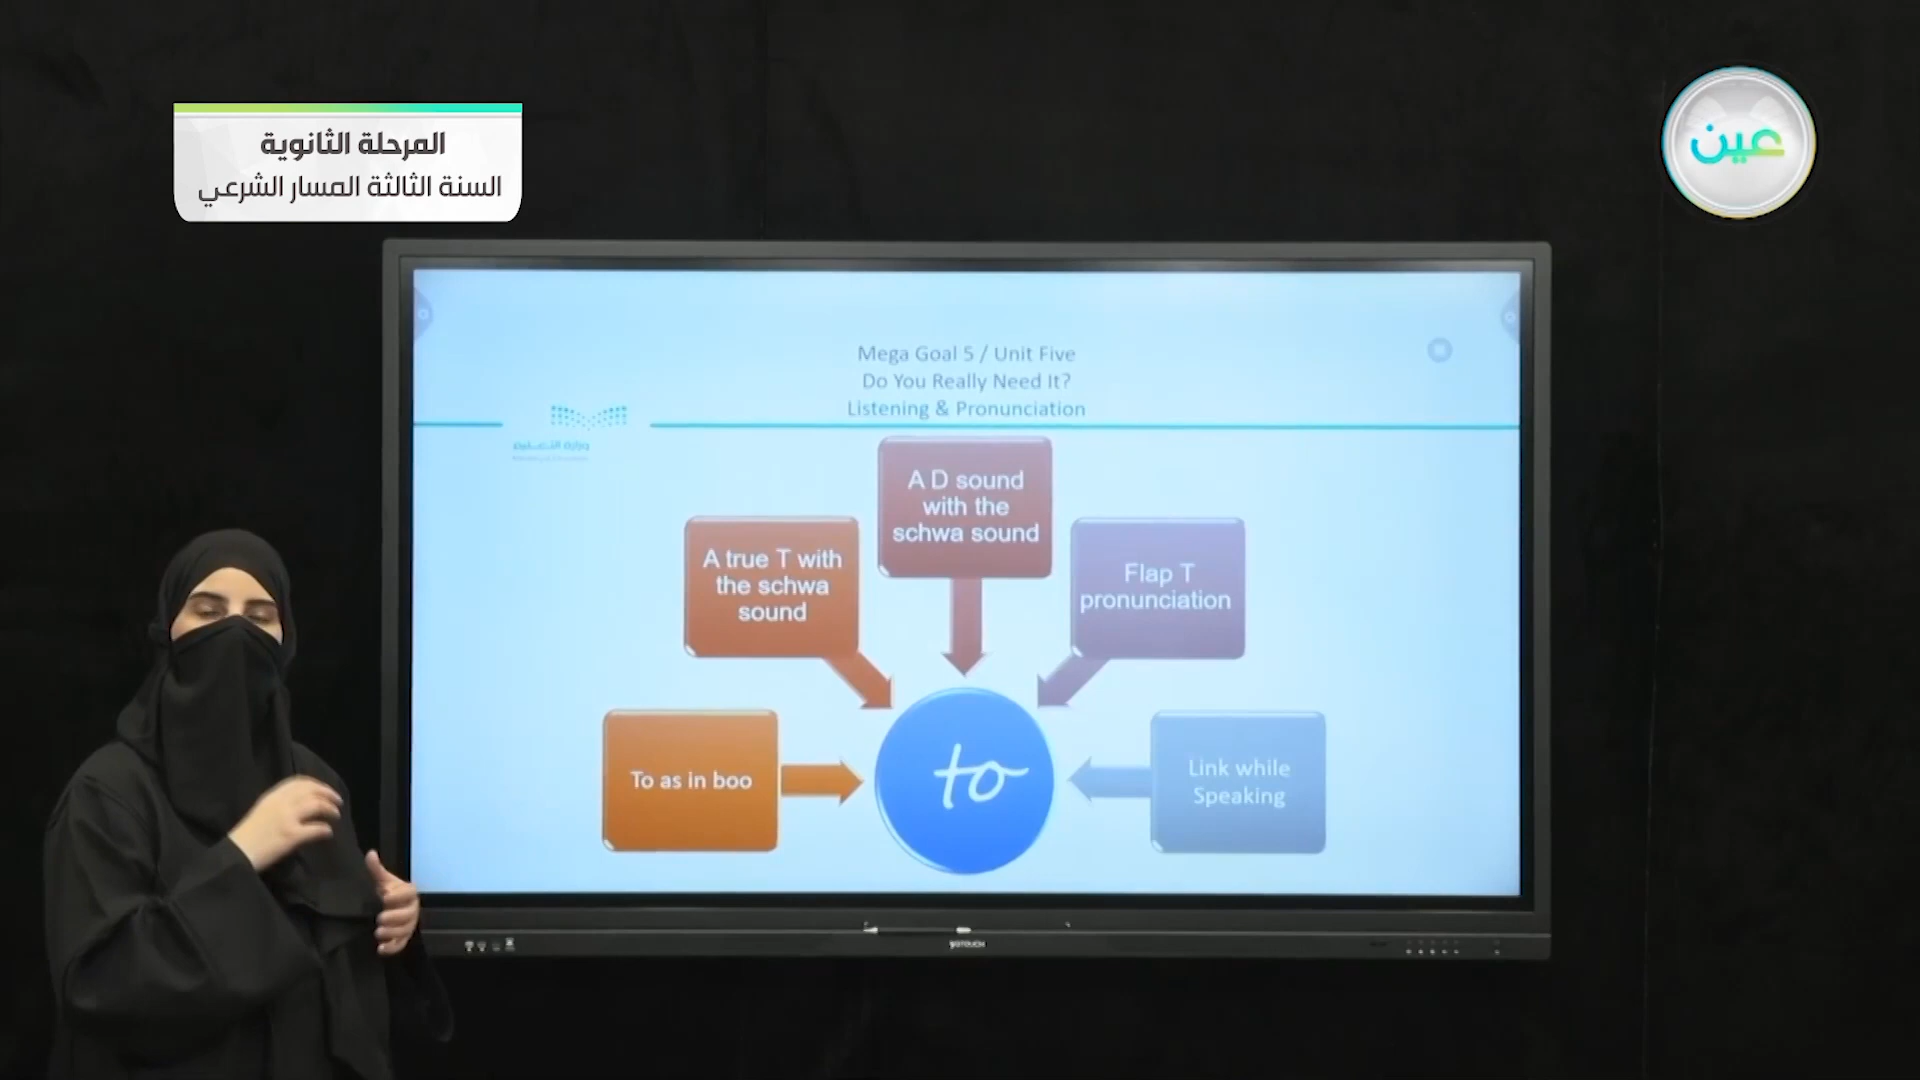 المرحلة الثانوية
السنة الثالثة المسار الشرعي
عين
Mega Goal 5 / Unit Five
Do You Really Need It?
Listening & Pronunciation
وزارة التعليم
A D sound
with the
schwa sound
A true T with
the schwa
sound
Flap T
pronunciation
To as in boo
to
Link while
Speaking